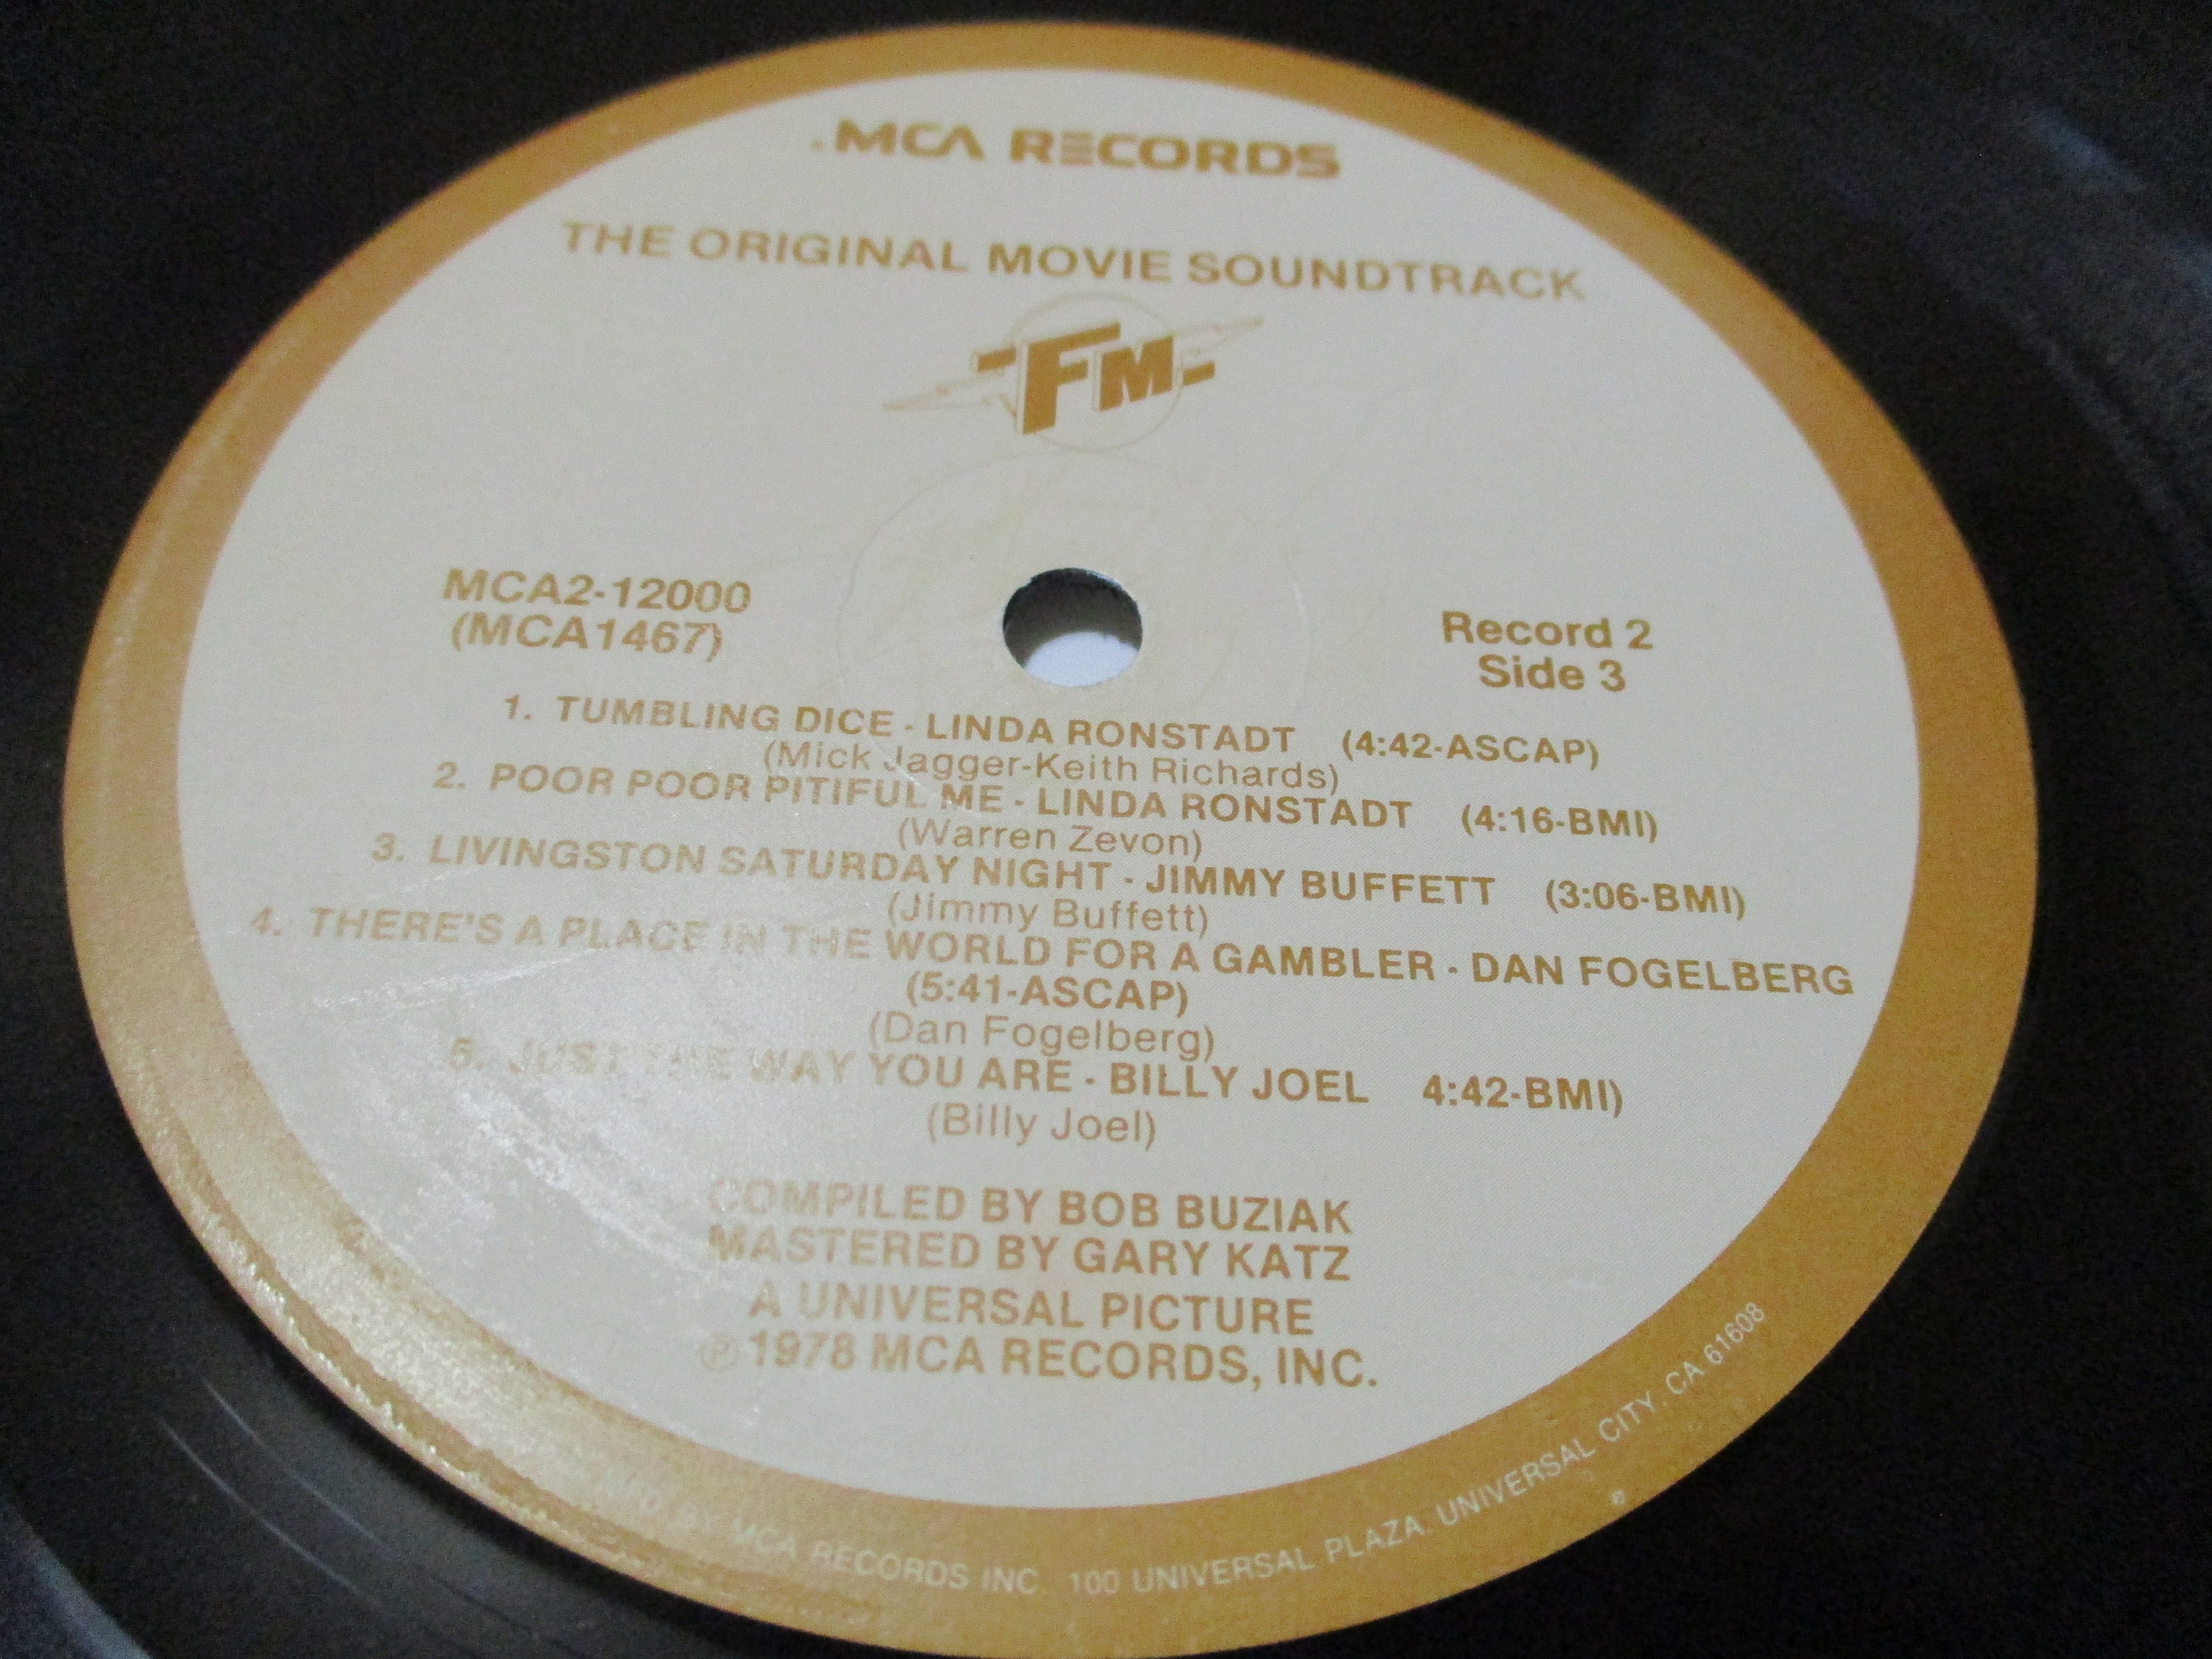 MCA RECORDS
THE ORIGINAL MOVIE SOUNDTRACK
FM
MCA2-12000
(MCA1467)
Record 2
Side 3
1. TUMBLING DICE - LINDA RONSTADT (4:42-ASCAP)
(Mick Jagger-Keith Richards)
2. POOR POOR PITIFUL ME - LINDA RONSTADT (4:16-BMI)
(Warren Zevon)
3. LIVINGSTON SATURDAY NIGHT - JIMMY BUFFETT (3:06-BMI)
(Jimmy Buffett)
4. THERE'S A PLACE IN THE WORLD FOR A GAMBLER - DAN FOGELBERG
(5:41-ASCAP)
(Dan Fogelberg)
5. JUST THE WAY YOU ARE - BILLY JOEL 4:42-BMI)
(Billy Joel)
COMPILED BY BOB BUZIAK
MASTERED BY GARY KATZ
A UNIVERSAL PICTURE
℗ 1978 MCA RECORDS, INC.
MF'D. BY MCA RECORDS INC 100 UNIVERSAL PLAZA. UNIVERSAL CITY, CA 61608